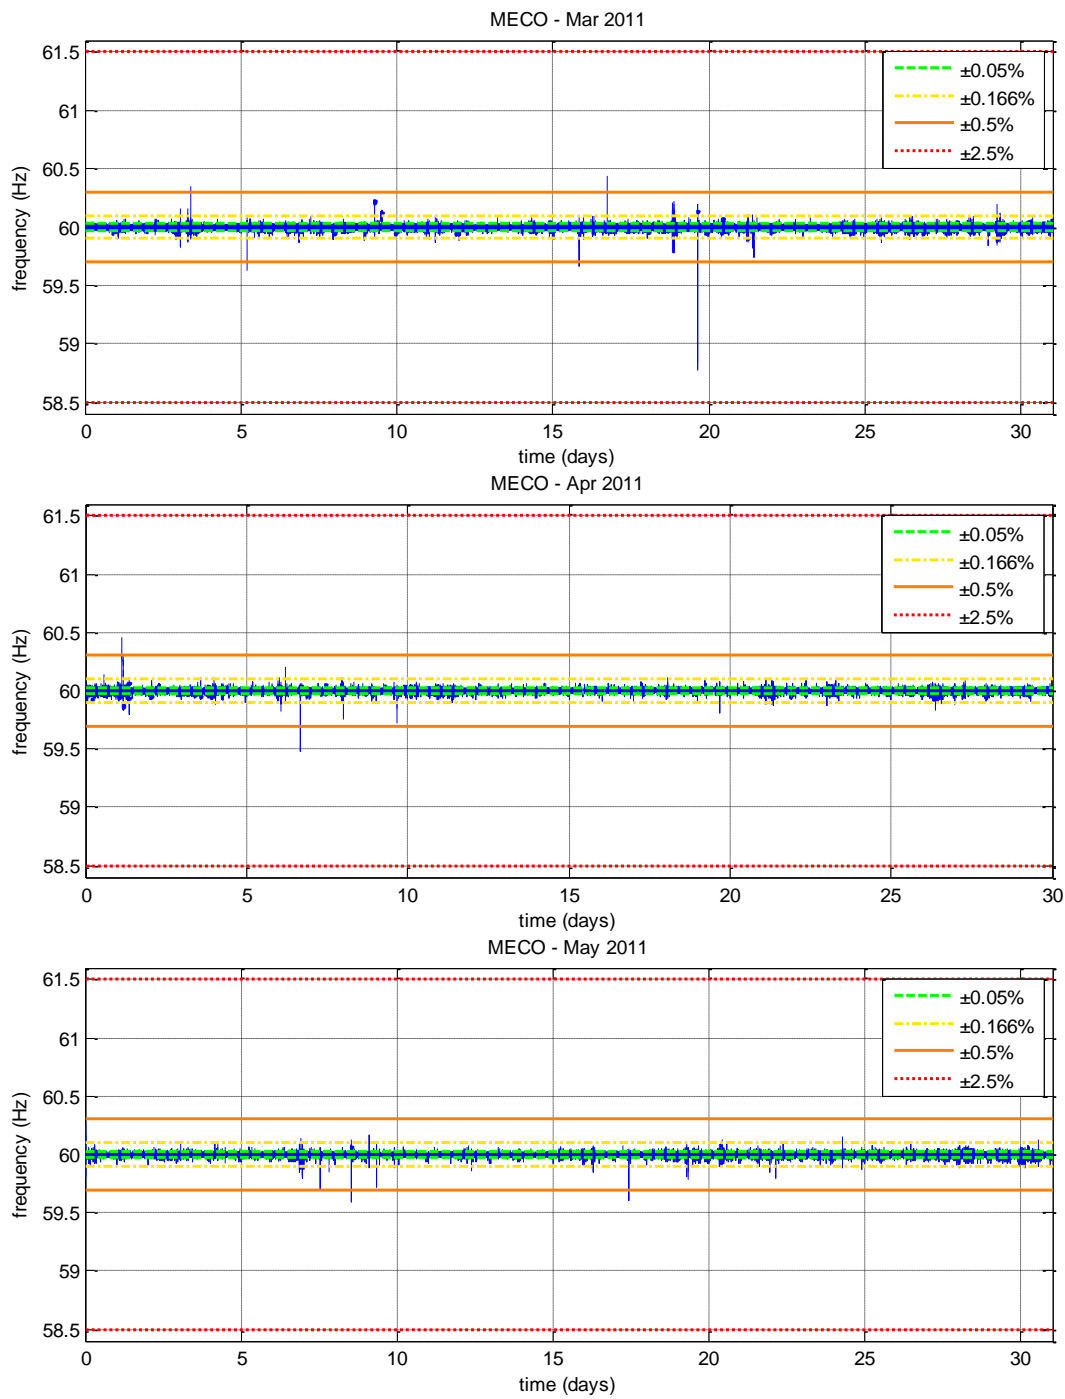 MECO - Mar 2011
61.5
61
60.5
60
59.5
59
58.5
frequency (Hz)
±0.05%
±0.166%
±0.5%
±2.5%
0 5 10 15 20 25 30
time (days)
MECO - Apr 2011
61.5
61
60.5
60
59.5
59
58.5
frequency (Hz)
±0.05%
±0.166%
±0.5%
±2.5%
0 5 10 15 20 25 30
time (days)
MECO - May 2011
61.5
61
60.5
60
59.5
59
58.5
frequency (Hz)
±0.05%
±0.166%
±0.5%
±2.5%
0 5 10 15 20 25 30
time (days)